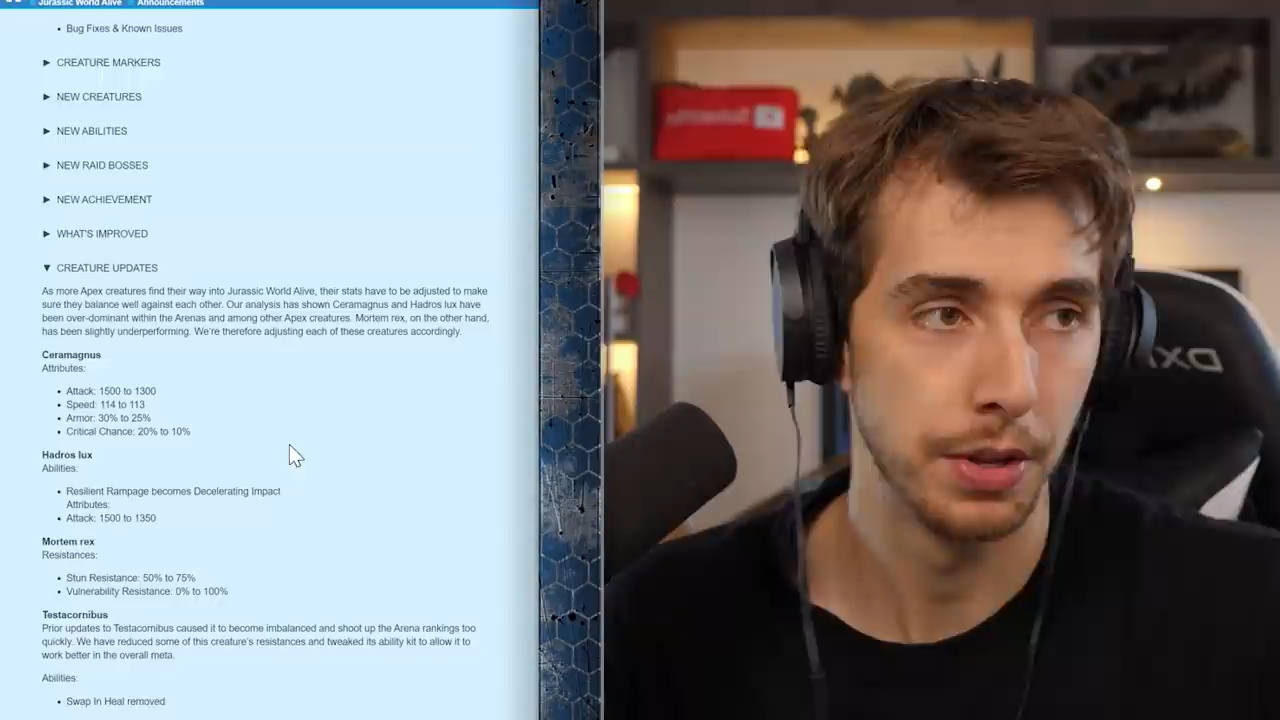 Jurassic World Alive Announcements
• Bug Fixes & Known Issues
► CREATURE MARKERS
► NEW CREATURES
► NEW ABILITIES
► NEW RAID BOSSES
► NEW ACHIEVEMENT
► WHAT'S IMPROVED
▼ CREATURE UPDATES
As more Apex creatures find their way into Jurassic World Alive, their stats have to be adjusted to make
sure they balance well against each other. Our analysis has shown Ceramagnus and Hadros lux have
been over-dominant within the Arenas and among other Apex creatures. Mortem rex, on the other hand,
has been slightly underperforming. We're therefore adjusting each of these creatures accordingly.
Ceramagnus
Attributes:
• Attack: 1500 to 1300
• Speed: 114 to 113
• Armor: 30% to 25%
• Critical Chance: 20% to 10%
Hadros lux
Abilities:
• Resilient Rampage becomes Decelerating Impact
Attributes:
• Attack: 1500 to 1350
Mortem rex
Resistances:
• Stun Resistance: 50% to 75%
• Vulnerability Resistance: 0% to 100%
Testacornibus
Prior updates to Testacornibus caused it to become imbalanced and shoot up the Arena rankings too
quickly. We have reduced some of this creature's resistances and tweaked its ability kit to allow it to
work better in the overall meta.
Abilities:
• Swap In Heal removed